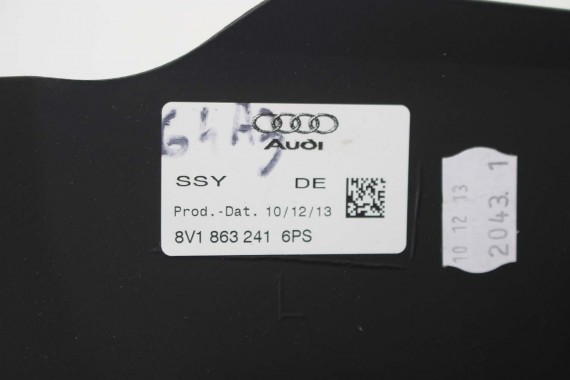 Audi
SSY DE
Prod.-Dat. 10/12/13
8V1 863 241 6PS
10 12 13
2043.1
L